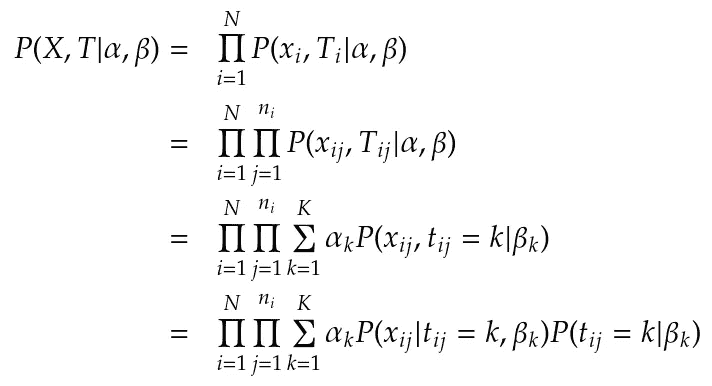 P(X, T|α, β) = ∏_{i=1}^{N} P(x_i, T_i|α, β)
= ∏_{i=1}^{N} ∏_{j=1}^{n_i} P(x_{ij}, T_{ij}|α, β)
= ∏_{i=1}^{N} ∏_{j=1}^{n_i} ∑_{k=1}^{K} α_k P(x_{ij}, t_{ij} = k|β_k)
= ∏_{i=1}^{N} ∏_{j=1}^{n_i} ∑_{k=1}^{K} α_k P(x_{ij}|t_{ij} = k, β_k)P(t_{ij} = k|β_k)